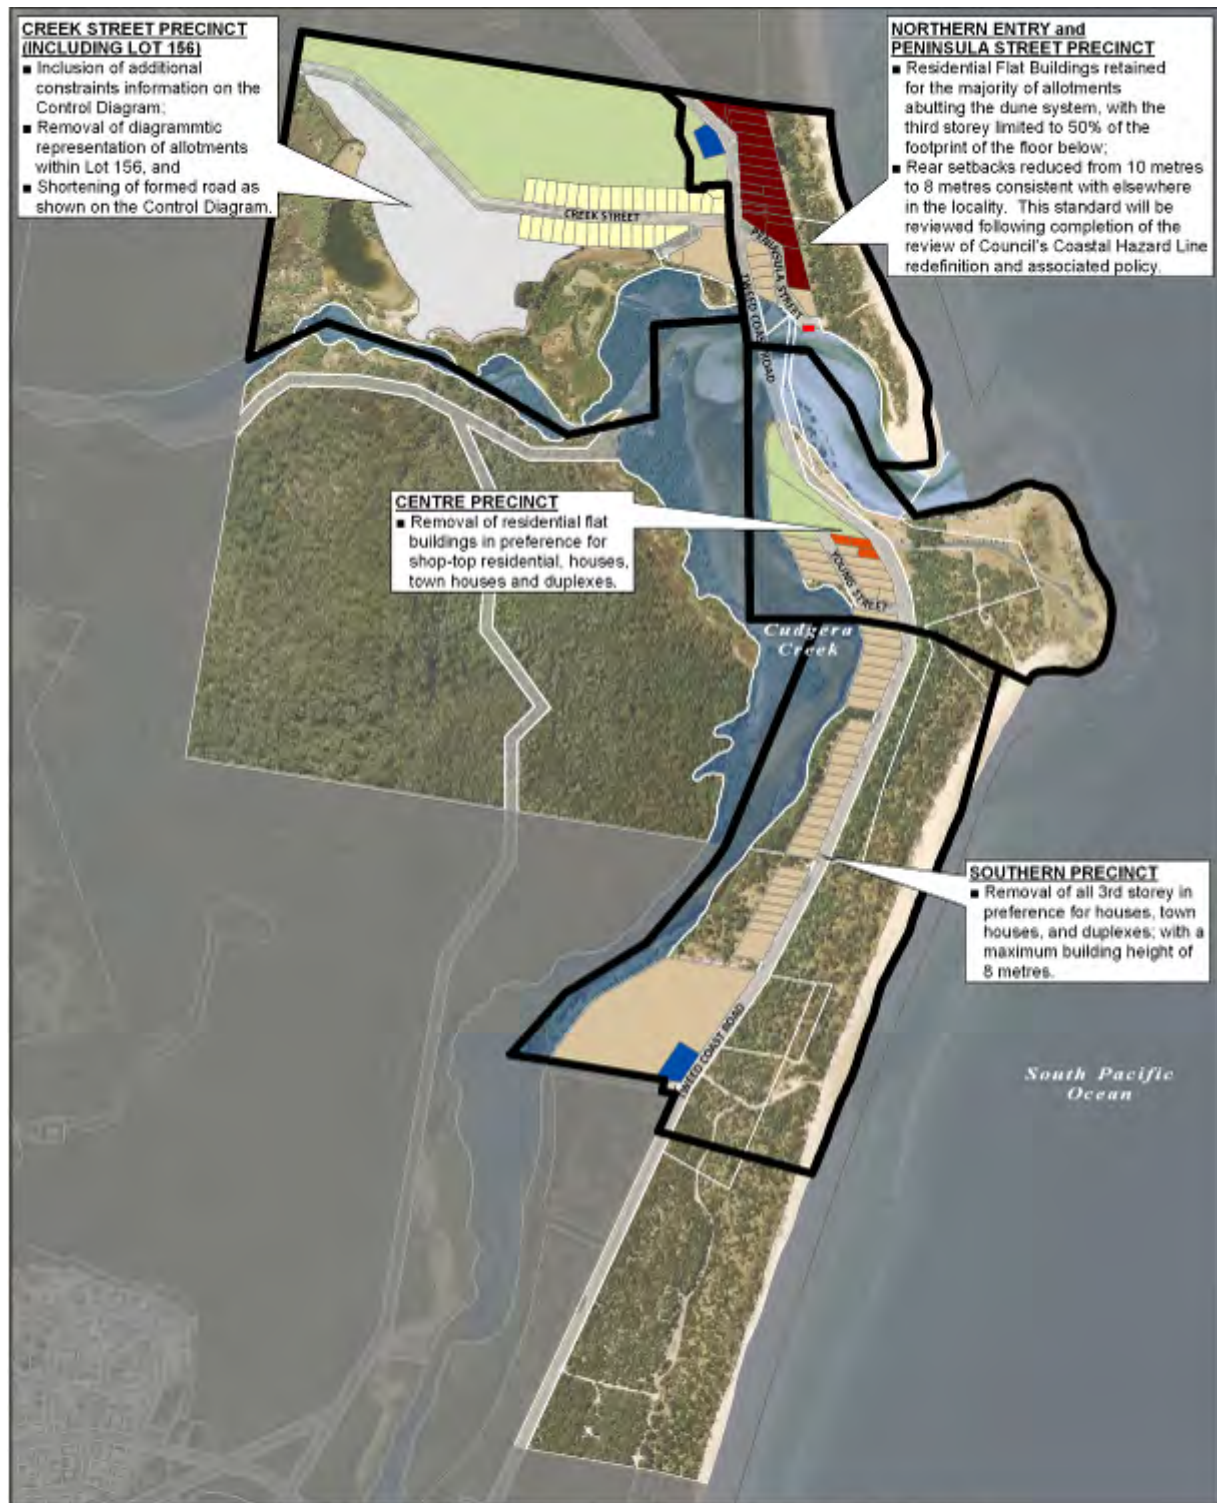 CREEK STREET PRECINCT
(INCLUDING LOT 156)
■ Inclusion of additional
constraints information on the
Control Diagram;
■ Removal of diagrammtic
representation of allotments
within Lot 156, and
■ Shortening of formed road as
shown on the Control Diagram.
NORTHERN ENTRY and
PENINSULA STREET PRECINCT
■ Residential Flat Buildings retained
for the majority of allotments
abutting the dune system, with the
third storey limited to 50% of the
footprint of the floor below;
■ Rear setbacks reduced from 10 metres
to 8 metres consistent with elsewhere
in the locality. This standard will be
reviewed following completion of the
review of Council's Coastal Hazard Line
redefinition and associated policy.
CREEK STREET
PENINSULA STREET
TWEED COAST ROAD
CENTRE PRECINCT
■ Removal of residential flat
buildings in preference for
shop-top residential, houses,
town houses and duplexes.
YOUNG STREET
Cudgera
Creek
SOUTHERN PRECINCT
■ Removal of all 3rd storey in
preference for houses, town
houses, and duplexes; with a
maximum building height of
8 metres.
TWEED COAST ROAD
South Pacific
Ocean